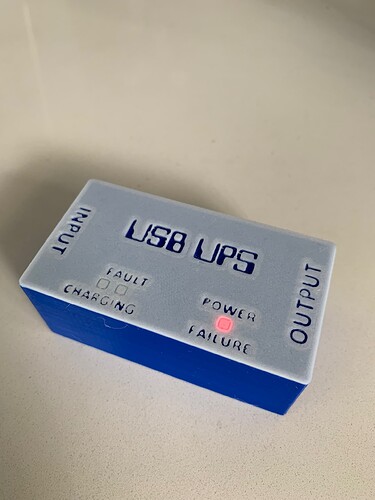 INPUT
USB UPS
FAULT
CHARGING
POWER
FAILURE
OUTPUT